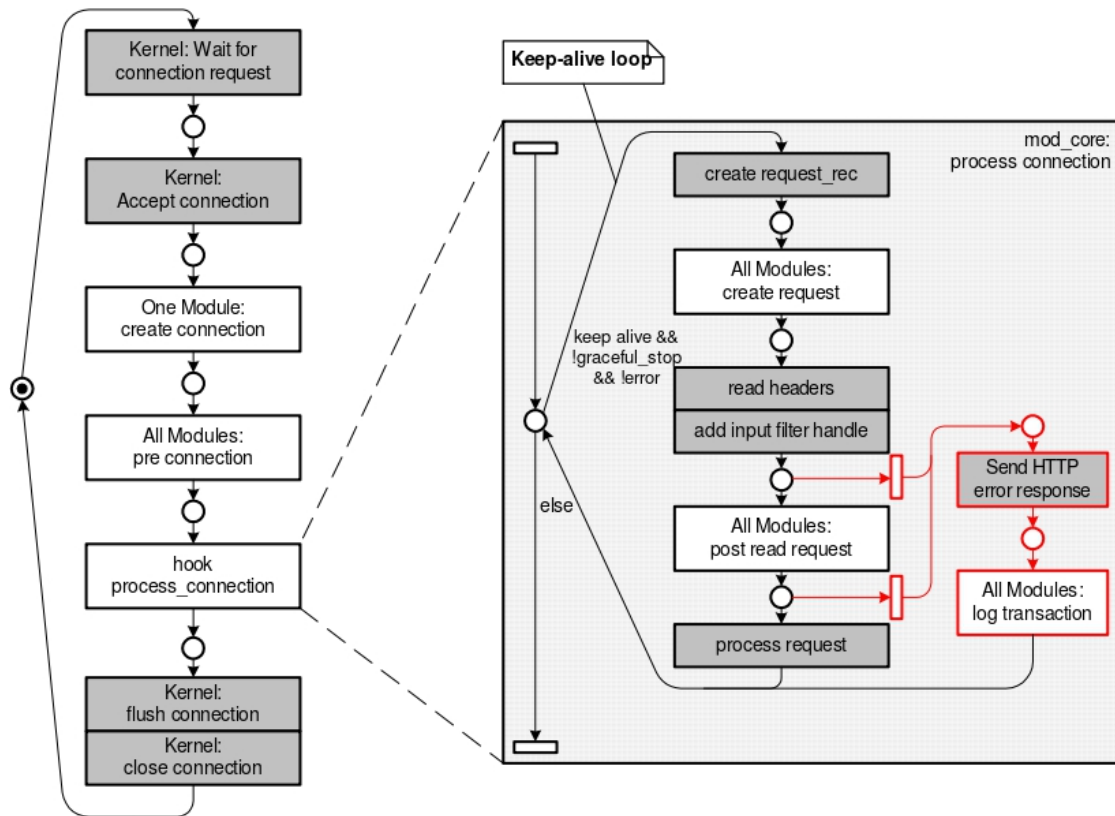 Kernel: Wait for
connection request
Kernel:
Accept connection
One Module:
create connection
All Modules:
pre connection
hook
process_connection
Kernel:
flush connection
Kernel:
close connection
Keep-alive loop
mod_core:
process connection
create request_rec
All Modules:
create request
keep alive &&
!graceful_stop
&& !error
read headers
add input filter handle
else
All Modules:
post read request
process request
Send HTTP
error response
All Modules:
log transaction